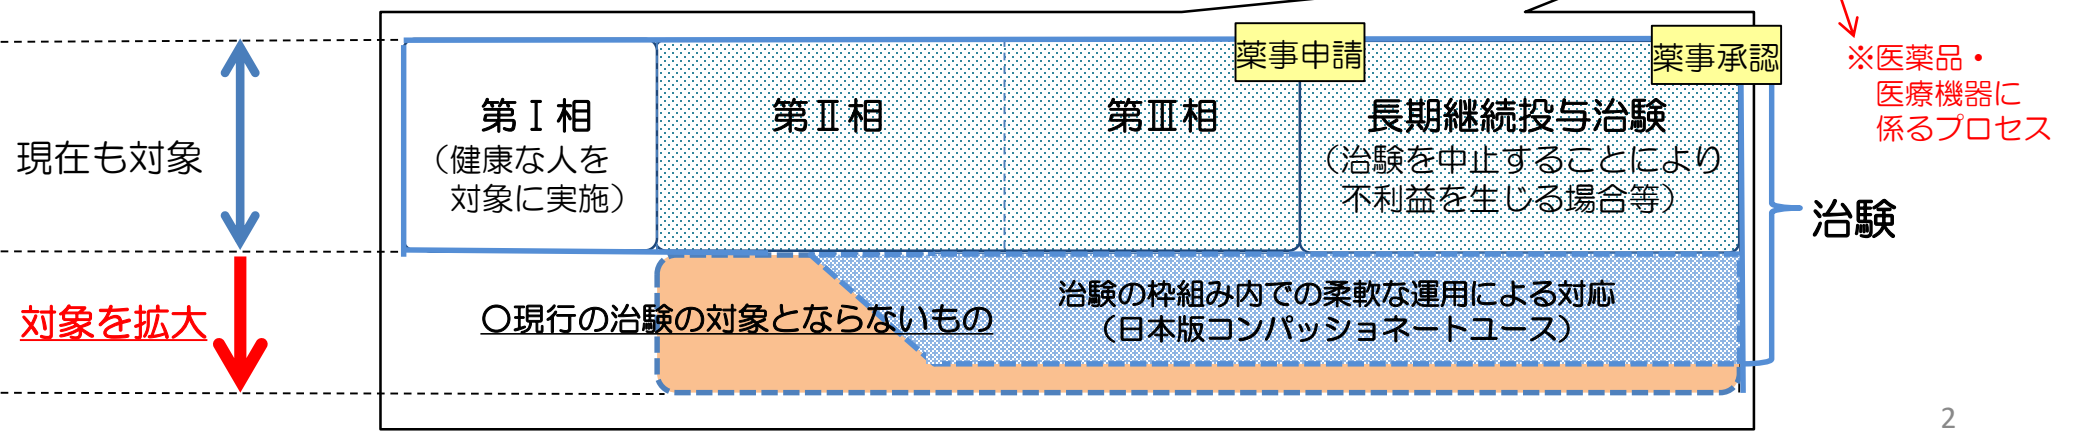 薬事申請
薬事承認
※医薬品・
医療機器に
係るプロセス
現在も対象
第Ⅰ相
（健康な人を
対象に実施）
第Ⅱ相
第Ⅲ相
長期継続投与治験
（治験を中止することにより
不利益を生じる場合等）
治験
対象を拡大
〇現行の治験の対象とならないもの
治験の枠組み内での柔軟な運用による対応
（日本版コンパッショネートユース）
2